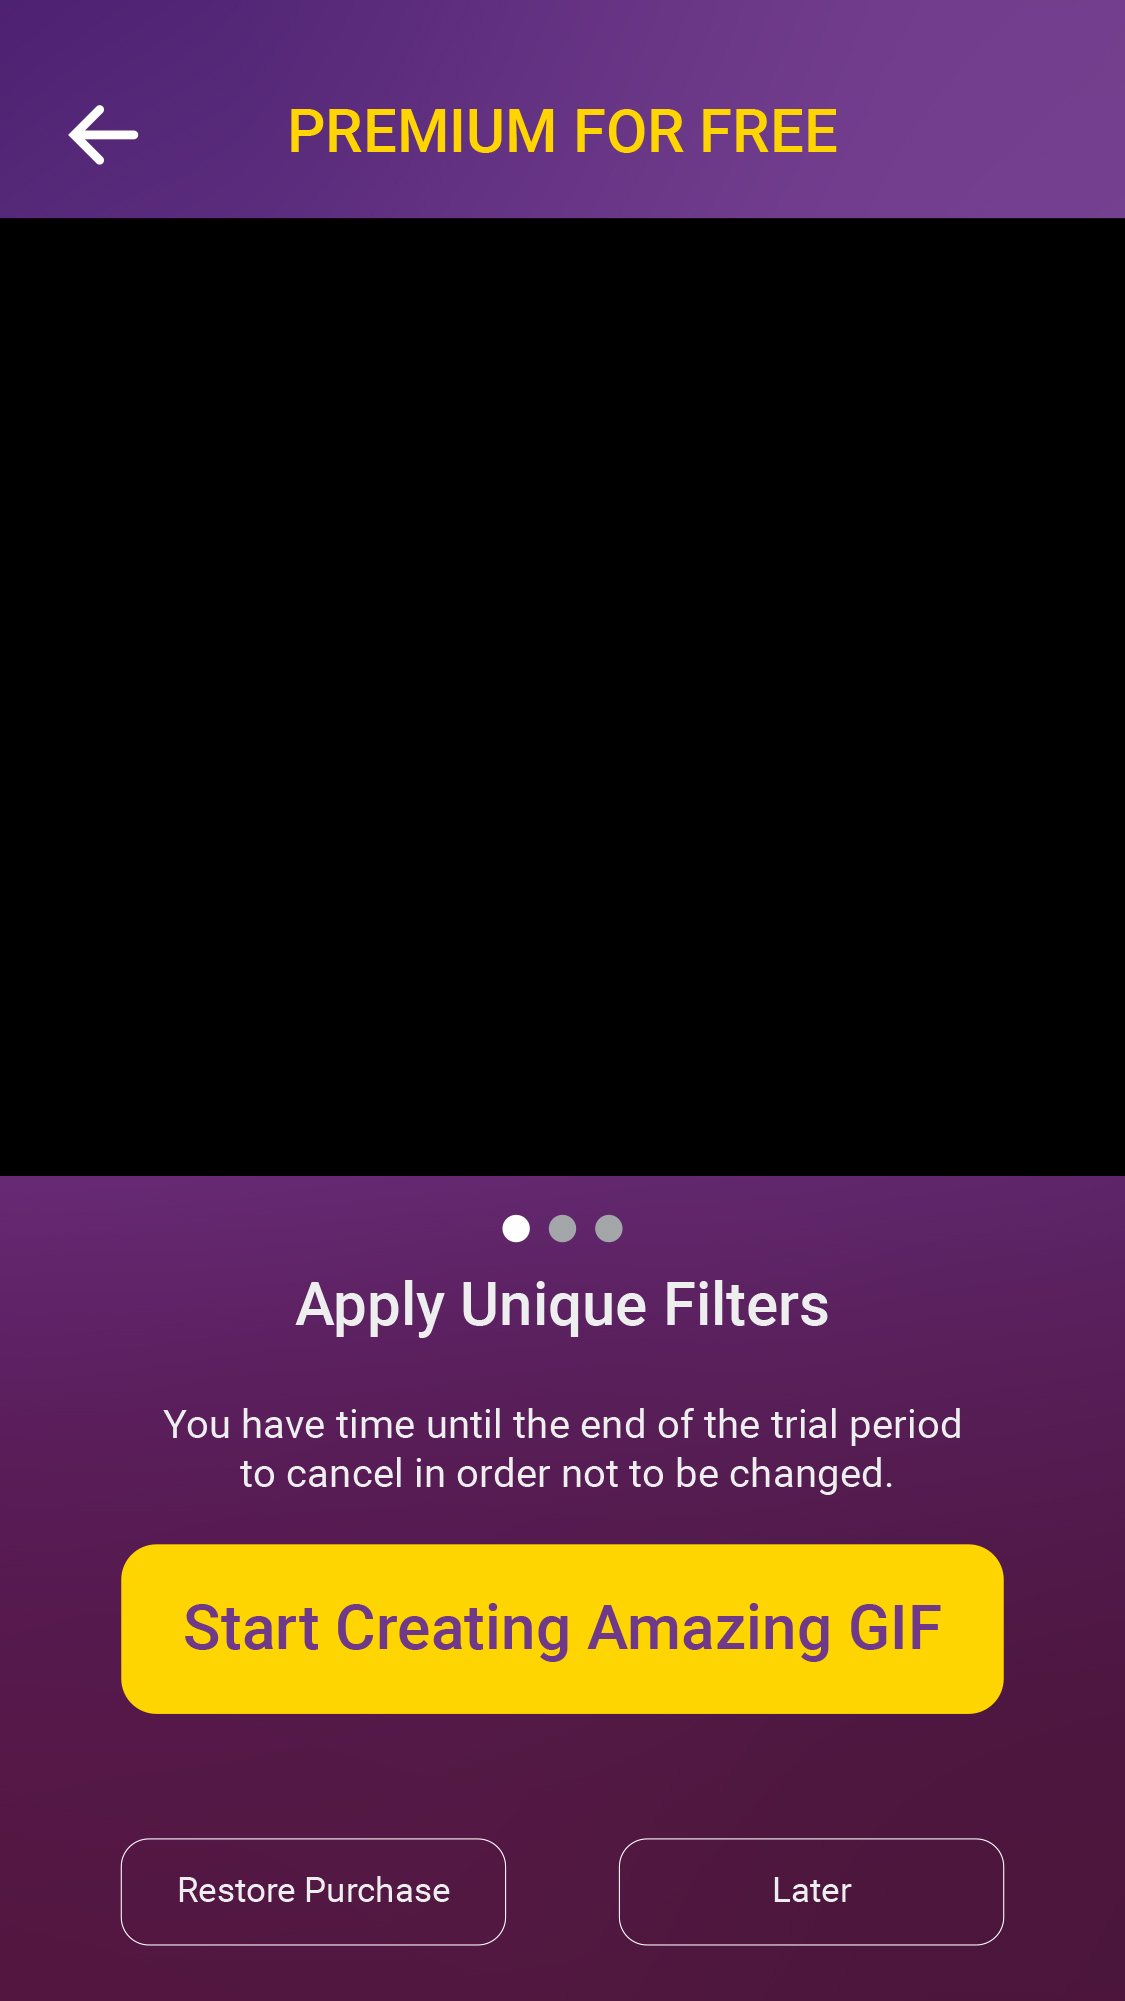 PREMIUM FOR FREE
Apply Unique Filters
You have time until the end of the trial period
to cancel in order not to be changed.
Start Creating Amazing GIF
Restore Purchase
Later